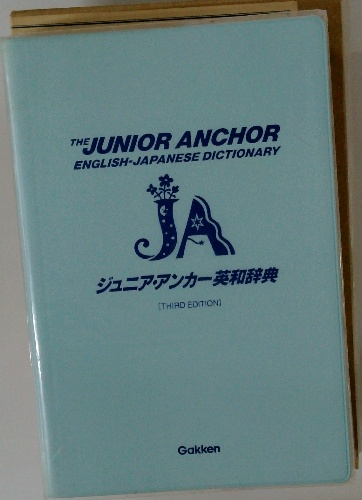 THE JUNIOR ANCHOR
ENGLISH-JAPANESE DICTIONARY
JA
ジュニア・アンカー英和辞典
[THIRD EDITION]
Gakken